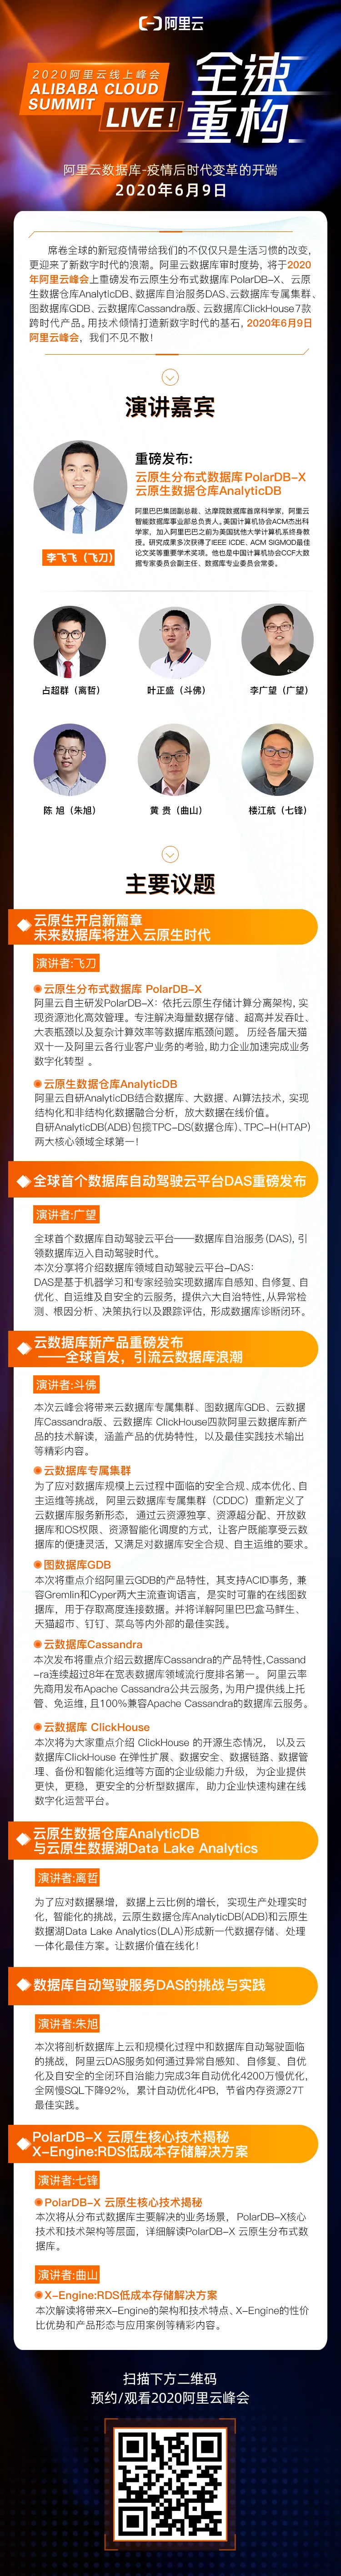 阿里云
2020阿里云线上峰会
ALIBABA CLOUD
SUMMIT
LIVE!
全速
重构
阿里云数据库-疫情后时代变革的开端
2020年6月9日
席卷全球的新冠疫情带给我们的不仅仅只是生活习惯的改变,
更迎来了新数字时代的浪潮。阿里云数据库审时度势,将于2020
年阿里云峰会上重磅发布云原生分布式数据库PolarDB-X、云原
生数据仓库AnalyticDB、数据库自治服务DAS、云数据库专属集群、
图数据库GDB、云数据库Cassandra版、云数据库ClickHouse 7款
跨时代产品。用技术倾情打造新数字时代的基石,2020年6月9日
阿里云峰会,我们不见不散!
演讲嘉宾
重磅发布:
云原生分布式数据库PolarDB-X
云原生数据仓库AnalyticDB
阿里巴巴集团副总裁、达摩院数据库首席科学家,阿里云
智能数据库事业部总负责人。美国计算机协会ACM杰出科
学家,加入阿里巴巴之前为美国犹他大学计算机系终身教
授。研究成果多次获得了IEEE ICDE、ACM SIGMOD最佳
论文奖等重要学术奖项。他也是中国计算机协会CCF大数
据专家委员会副主任、数据库专业委员会常委。
李飞飞(飞刀)
占超群(离哲)
叶正盛(斗佛)
李广望(广望)
陈 旭(朱旭)
黄 贵(曲山)
楼江航(七锋)
主要议题
云原生开启新篇章
未来数据库将进入云原生时代
演讲者:飞刀
云原生分布式数据库 PolarDB-X
阿里云自主研发PolarDB-X:依托云原生存储计算分离架构,实
现资源池化高效管理。专注解决海量数据存储、超高并发吞吐、
大表瓶颈以及复杂计算效率等数据库瓶颈问题。 历经各届天猫
双十一及阿里云各行业客户业务的考验,助力企业加速完成业务
数字化转型 。
云原生数据仓库AnalyticDB
阿里云自研AnalyticDB结合数据库、大数据、AI算法技术,实现
结构化和非结构化数据融合分析,放大数据在线价值。
自研AnalyticDB(ADB)包揽TPC-DS(数据仓库)、TPC-H(HTAP)
两大核心领域全球第一!
全球首个数据库自动驾驶云平台DAS重磅发布
演讲者:广望
全球首个数据库自动驾驶云平台——数据库自治服务(DAS),引
领数据库迈入自动驾驶时代。
本次分享将介绍数据库领域自动驾驶云平台-DAS:
DAS是基于机器学习和专家经验实现数据库自感知、自修复、自
优化、自运维及自安全的云服务,提供六大自治特性,从异常检
测、根因分析、决策执行以及跟踪评估,形成数据库诊断闭环。
云数据库新产品重磅发布
——全球首发,引流云数据库浪潮
演讲者:斗佛
本次云峰会将带来云数据库专属集群、图数据库GDB、云数据
库Cassandra版、云数据库 ClickHouse四款阿里云数据库新产
品的技术解读,涵盖产品的优势特性,以及最佳实践技术输出
等精彩内容。
云数据库专属集群
为了应对数据库规模上云过程中面临的安全合规、成本优化、自
主运维等挑战,阿里云数据库专属集群(CDDC)重新定义了
云数据库服务新形态,通过云资源独享、资源超分配、开放数
据库和OS权限、资源智能化调度的方式,让客户既能享受云数
据库的便捷灵活,又满足对数据库安全合规、自主运维的要求。
图数据库GDB
本次将重点介绍阿里云GDB的产品特性,其支持ACID事务,兼
容Gremlin和Cyper两大主流查询语言,是实时可靠的在线图数
据库,用于存取高度连接数据。并将详解阿里巴巴盒马鲜生、
天猫超市、钉钉、菜鸟等内外部的最佳实践。
云数据库Cassandra
本次发布将重点介绍云数据库Cassandra的产品特性,Cassand
-ra连续超过8年在宽表数据库领域流行度排名第一。 阿里云率
先商用发布Apache Cassandra公共云服务,为用户提供线上托
管、免运维,且100%兼容Apache Cassandra的数据库云服务。
云数据库 ClickHouse
本次将为大家重点介绍 ClickHouse 的开源生态情况, 以及云
数据库ClickHouse 在弹性扩展、数据安全、数据链路、数据管
理、备份和智能化运维等方面的企业级能力升级,为企业提供
更快,更稳,更安全的分析型数据库,助力企业快速构建在线
数字化运营平台。
云原生数据仓库AnalyticDB
与云原生数据湖Data Lake Analytics
演讲者:离哲
为了应对数据暴增,数据上云比例的增长,实现生产处理实时
化,智能化的挑战,云原生数据仓库AnalyticDB(ADB)和云原生
数据湖Data Lake Analytics(DLA)形成新一代数据存储、处理
一体化最佳方案。让数据价值在线化!
数据库自动驾驶服务DAS的挑战与实践
演讲者:朱旭
本次将剖析数据库上云和规模化过程中和数据库自动驾驶面临
的挑战,阿里云DAS服务如何通过异常自感知、自修复、自优
化及自安全的闭环自治能力完成3年自动优化4200万慢优化,
全网慢SQL下降92%,累计自动优化4PB,节省内存资源27T
最佳实践。
PolarDB-X 云原生核心技术揭秘
X-Engine:RDS低成本存储解决方案
演讲者:七锋
PolarDB-X 云原生核心技术揭秘
本次将从分布式数据库主要解决的业务场景, PolarDB-X核心
技术和技术架构等层面,详细解读PolarDB-X 云原生分布式数
据库。
演讲者:曲山
X-Engine:RDS低成本存储解决方案
本次解读将带来X-Engine的架构和技术特点、X-Engine的性价
比优势和产品形态与应用案例等精彩内容。
扫描下方二维码
预约/观看2020阿里云峰会